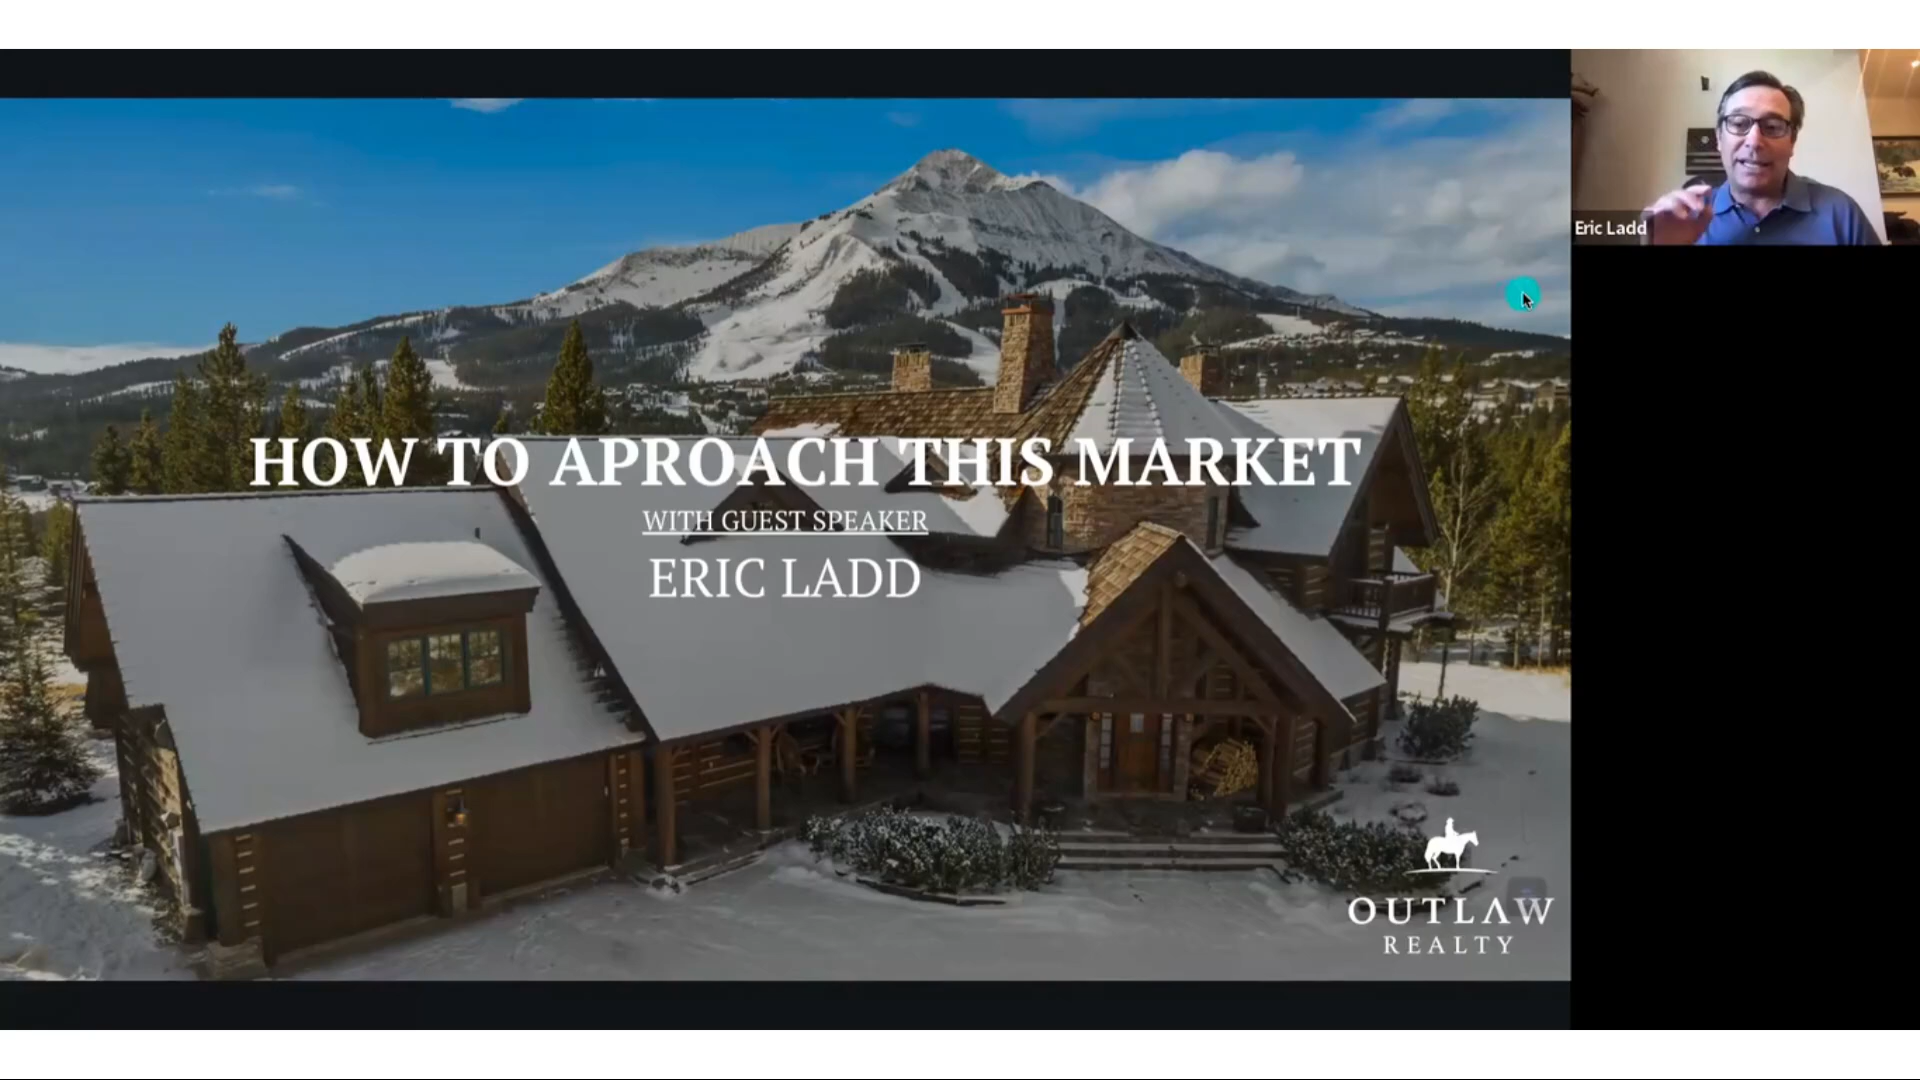 HOW TO APROACH THIS MARKET
WITH GUEST SPEAKER
ERIC LADD
OUTLAW
REALTY
Eric Ladd